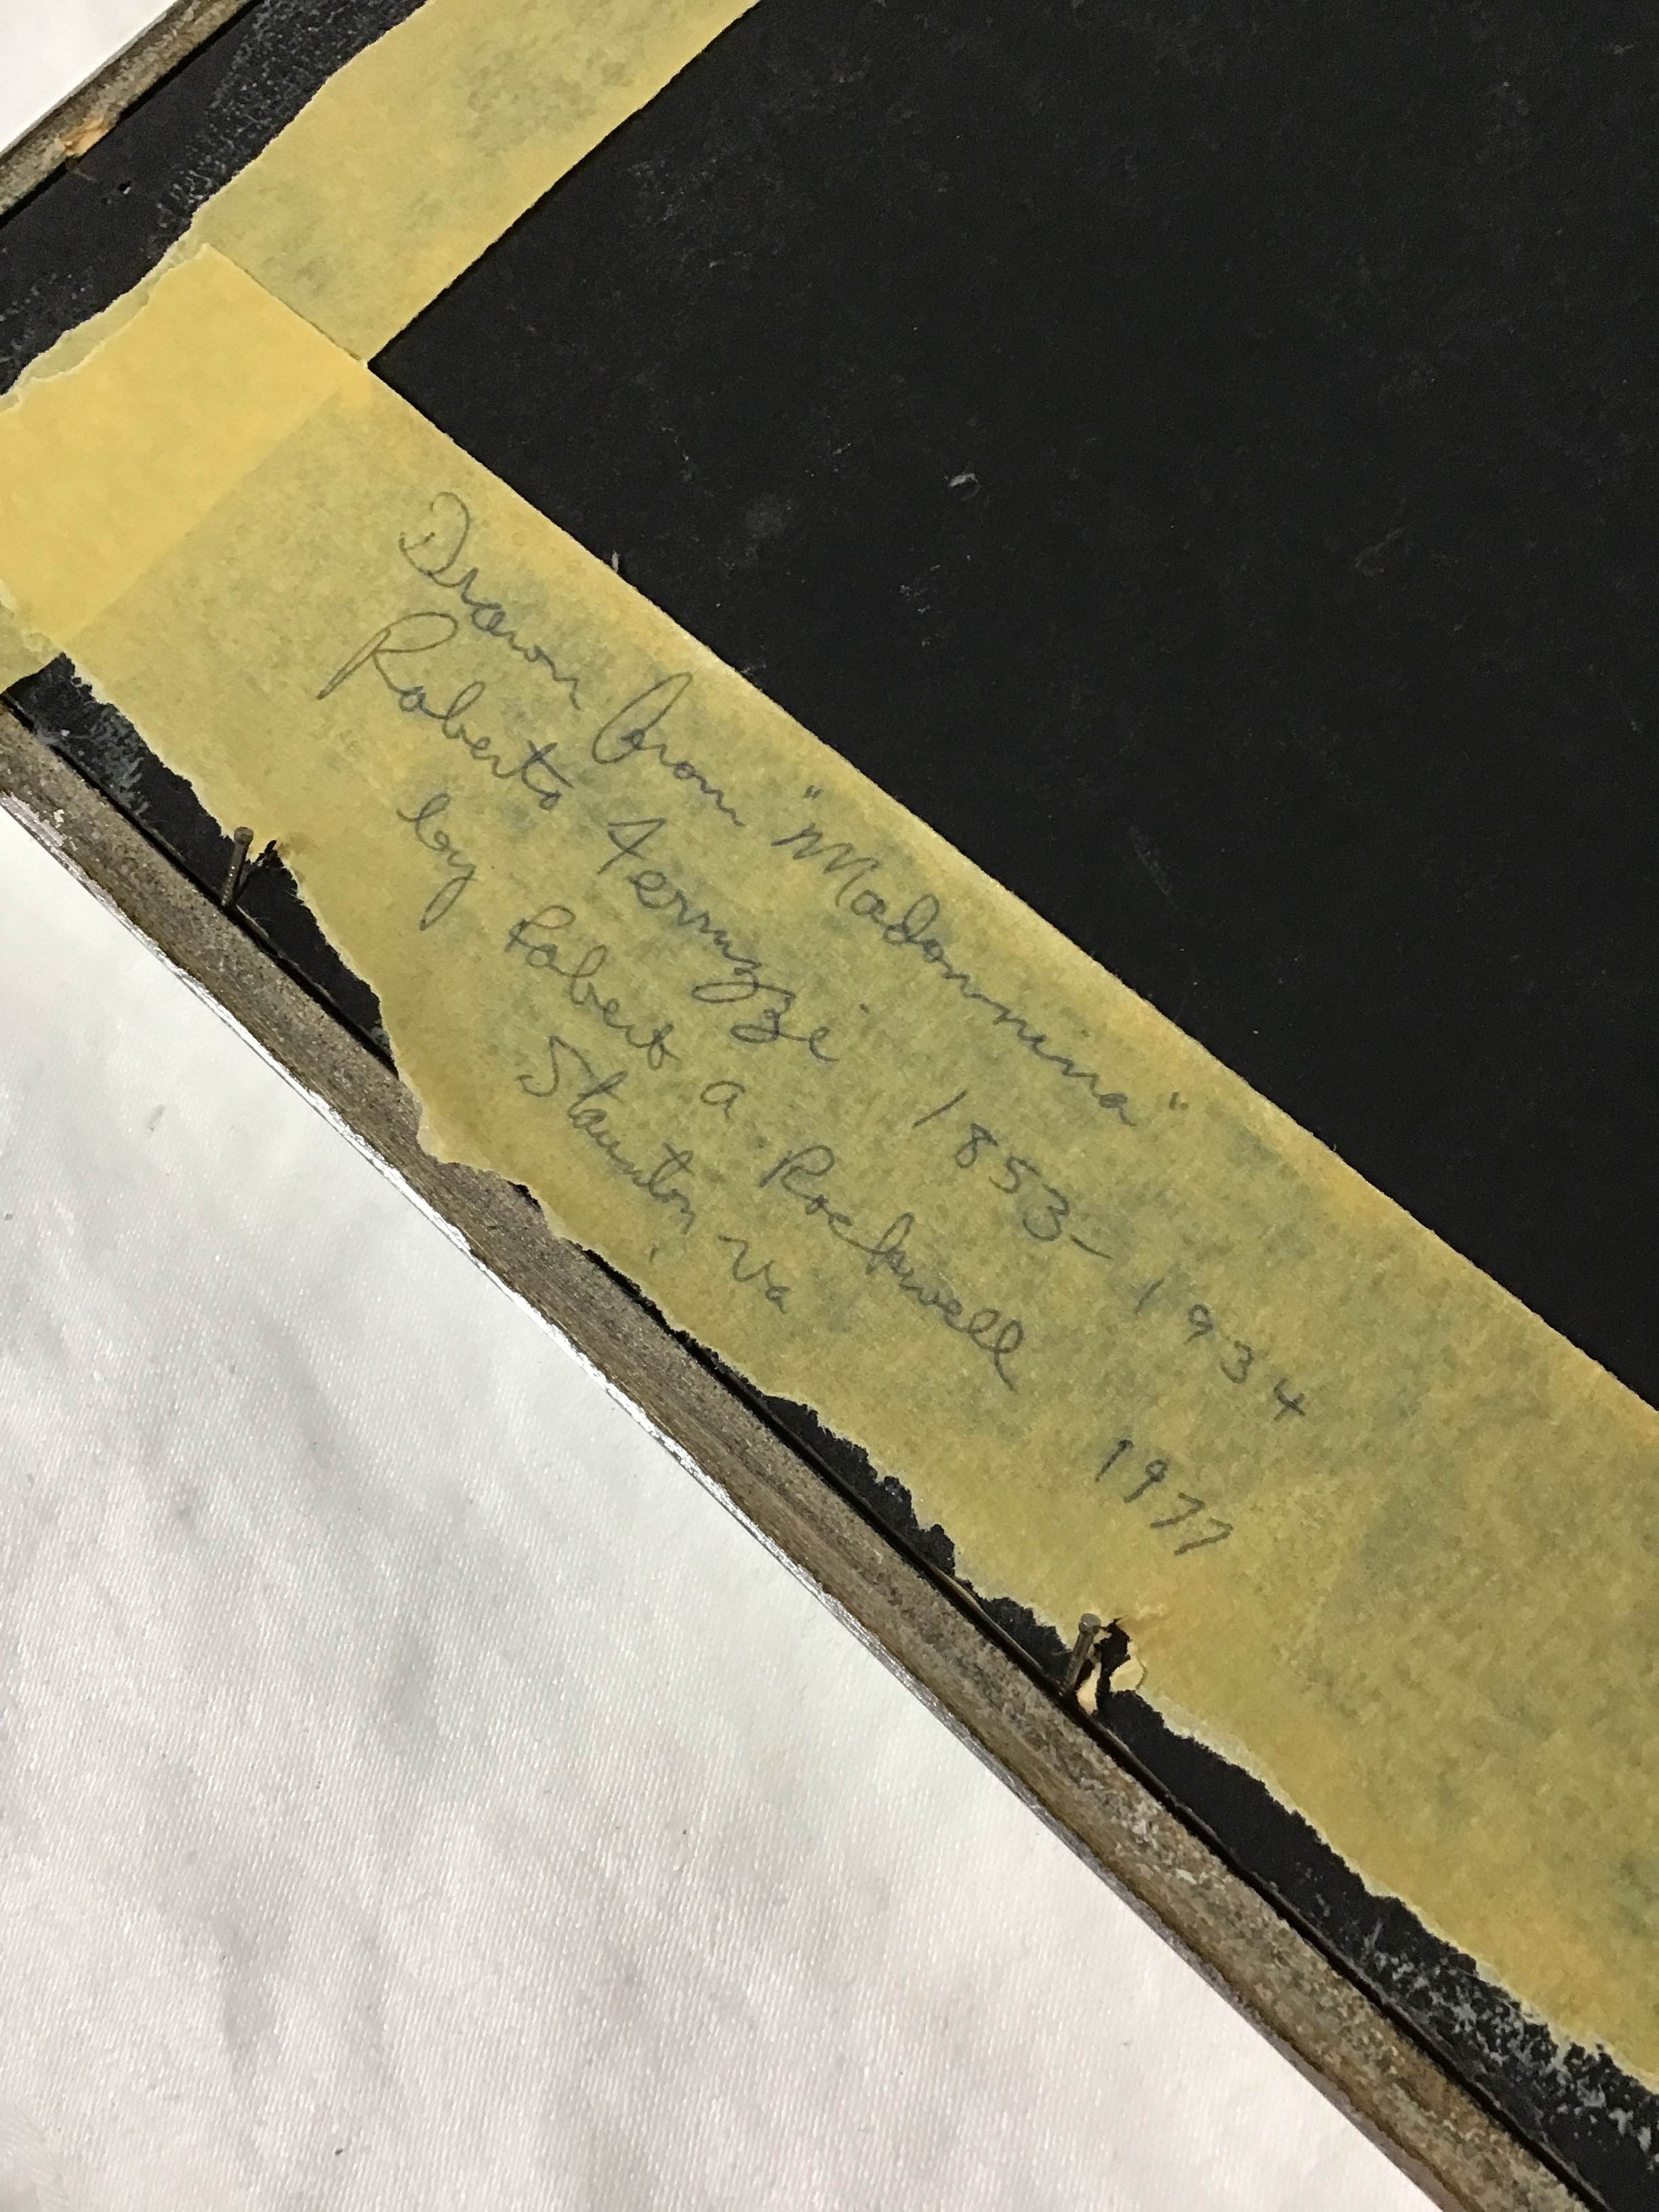 Drawn from "Madonnina"
Roberto Ferruzzi 1853-1934
by Robert A. Rockwell 1977
Staunton, Va